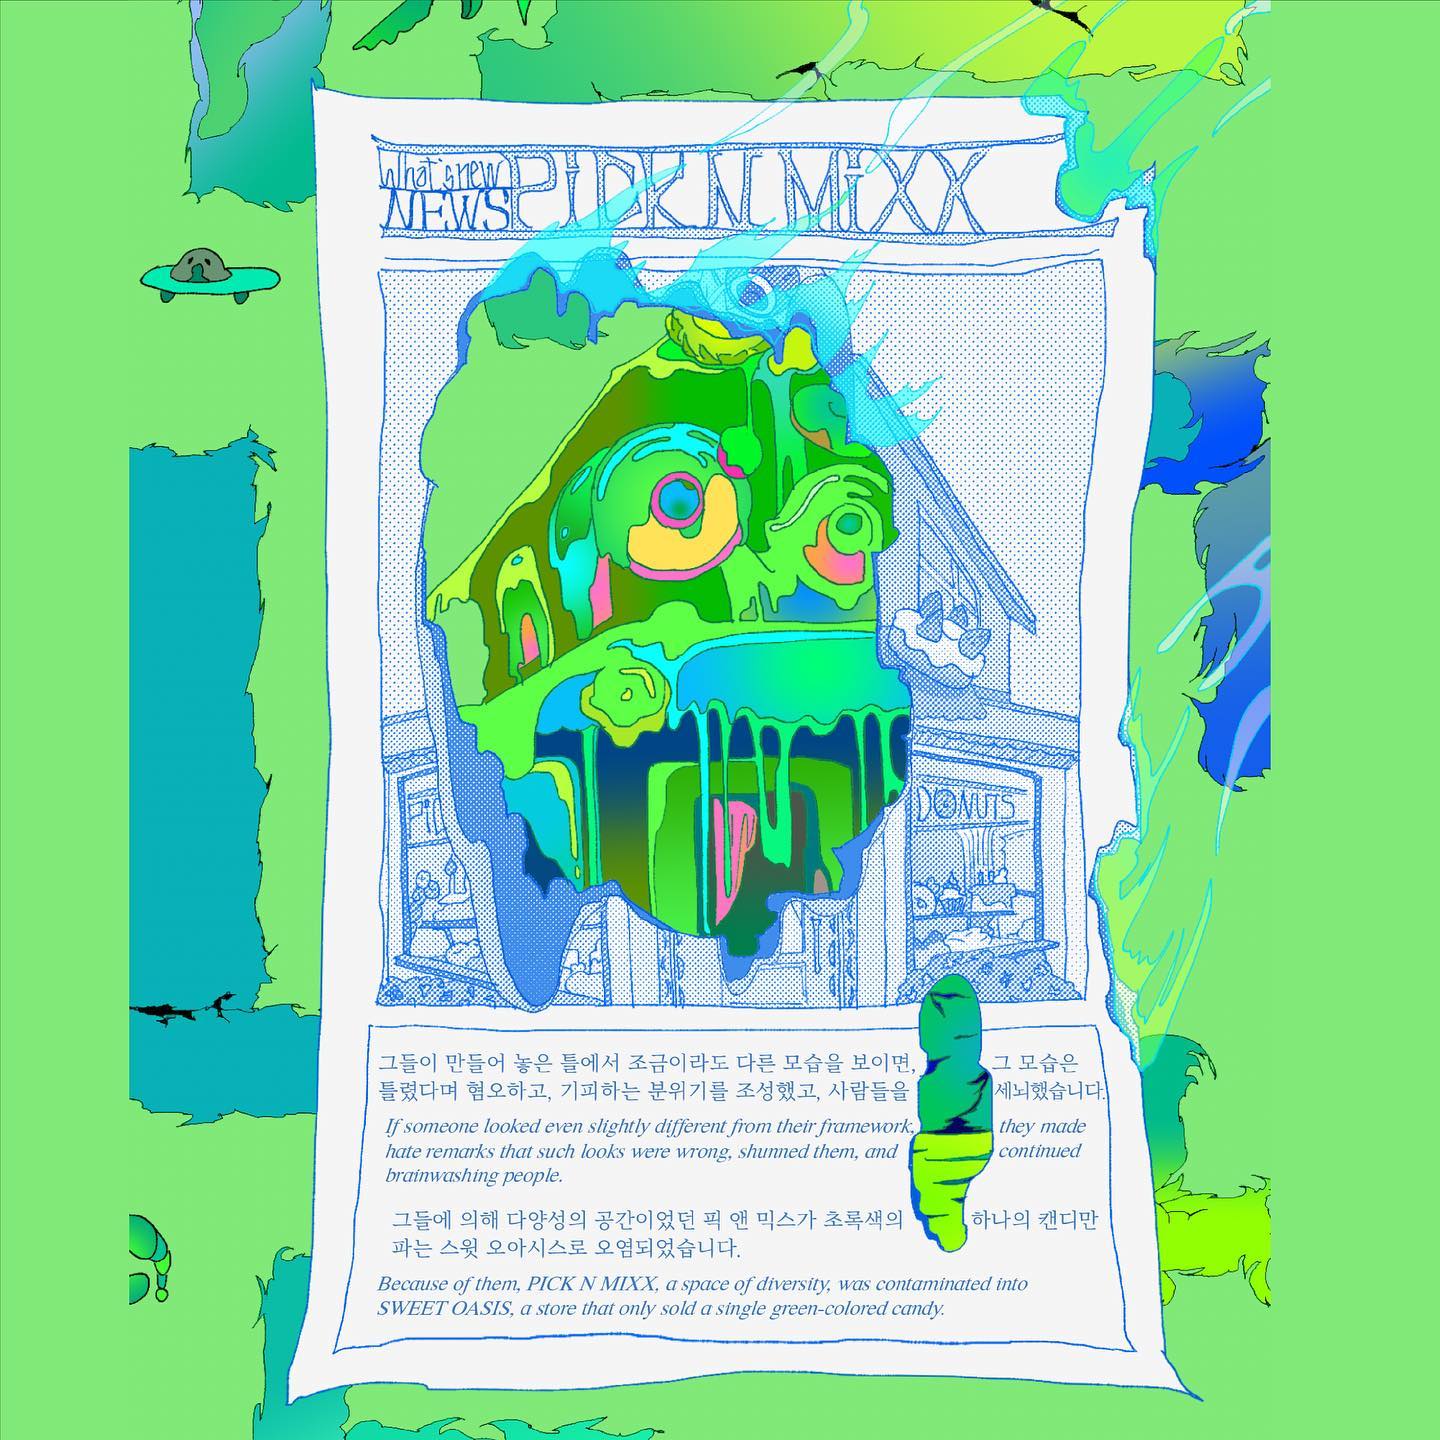 What's new
NEWS PICK N MIXX
DONUTS
그들이 만들어 놓은 틀에서 조금이라도 다른 모습을 보이면, 그 모습은
틀렸다며 혐오하고, 기피하는 분위기를 조성했고, 사람들을 세뇌했습니다.
If someone looked even slightly different from their framework, they made
hate remarks that such looks were wrong, shunned them, and continued
brainwashing people.
그들에 의해 다양성의 공간이었던 픽 앤 믹스가 초록색의 하나의 캔디만
파는 스윗 오아시스로 오염되었습니다.
Because of them, PICK N MIXX, a space of diversity, was contaminated into
SWEET OASIS, a store that only sold a single green-colored candy.